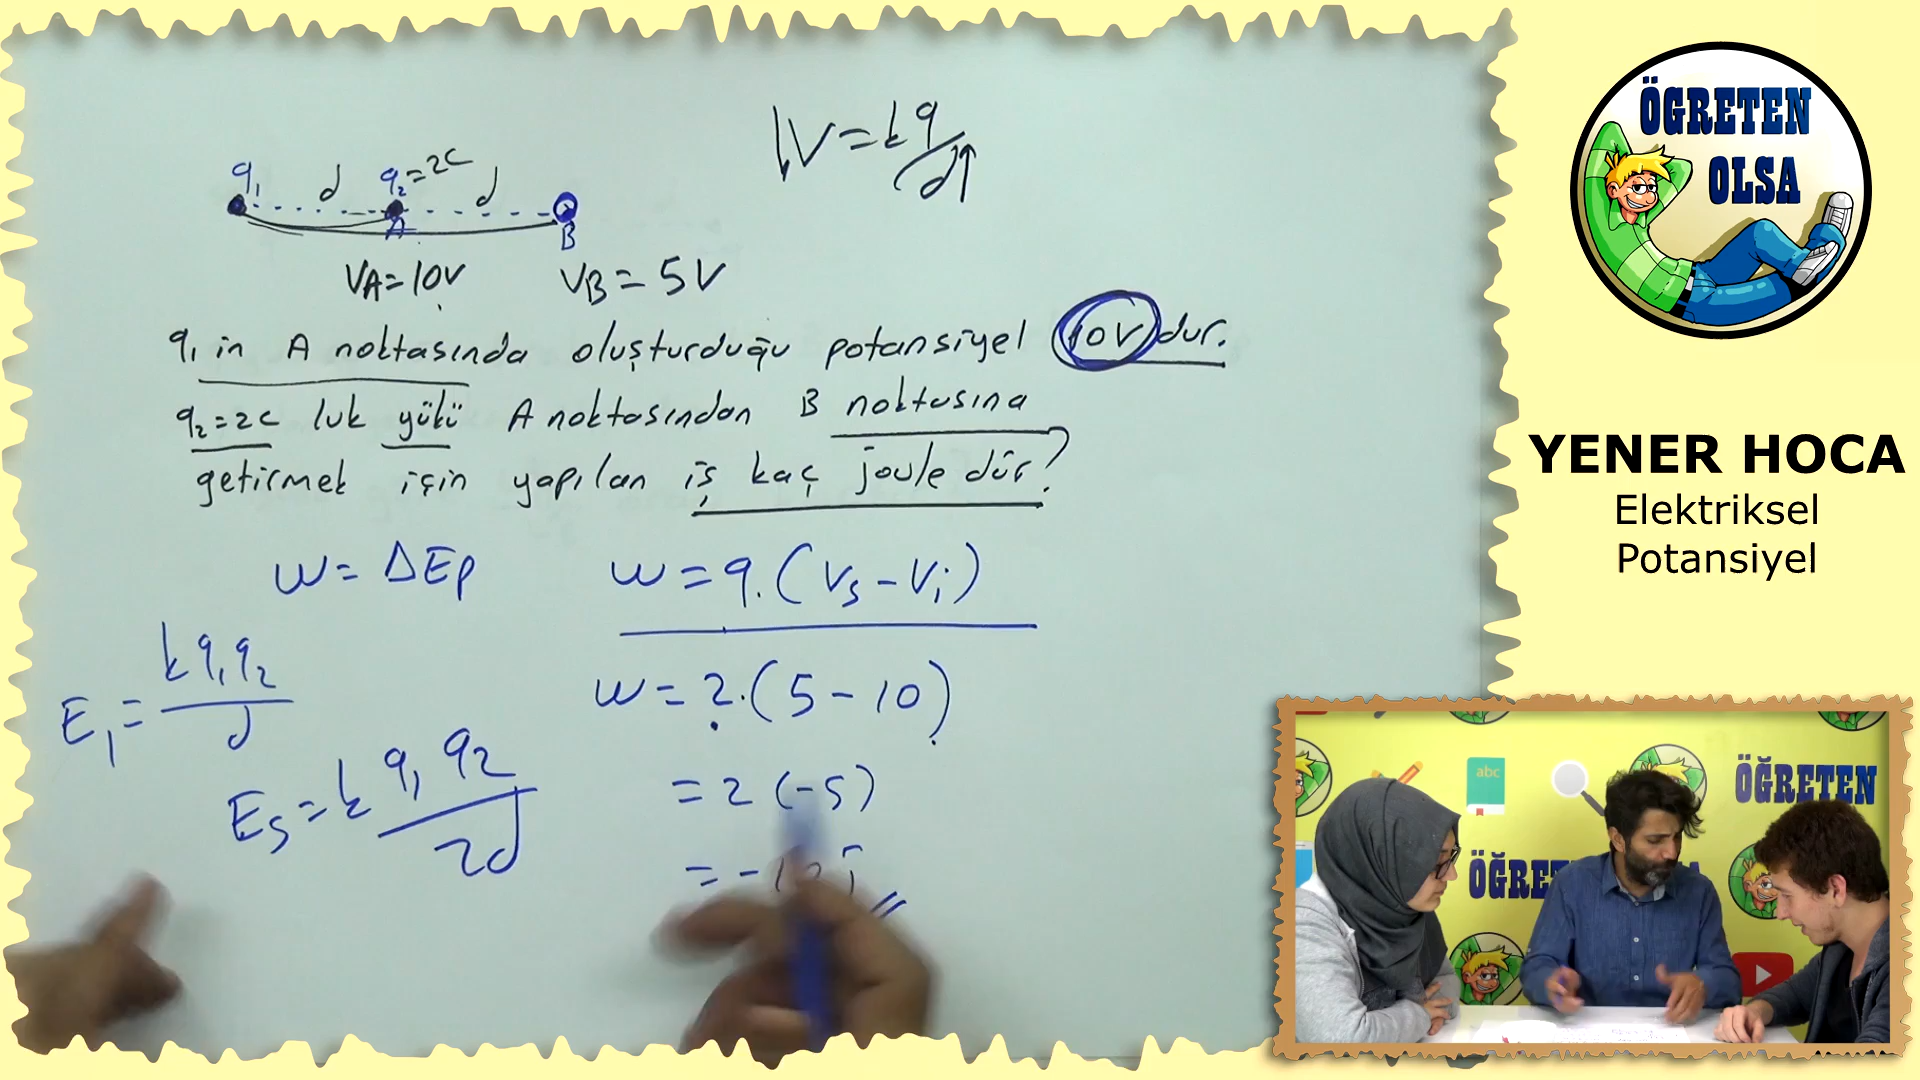 V = kq/d
q₁ d q₂=2C d
A B
VA=10V VB=5V
q₁ in A noktasında oluşturduğu potansiyel 10V dur.
q₂=2C luk yükü A noktasından B noktasına
getirmek için yapılan iş kaç joule dür?
W = ΔEp W = q.(Vs-Vi)
Eı = kq₁q₂/d W = 2.(5-10)
Es = kq₁q₂/2d = 2(-5)
ÖGRETEN
OLSA
YENER HOCA
Elektriksel
Potansiyel
abc
ÖĞRETEN